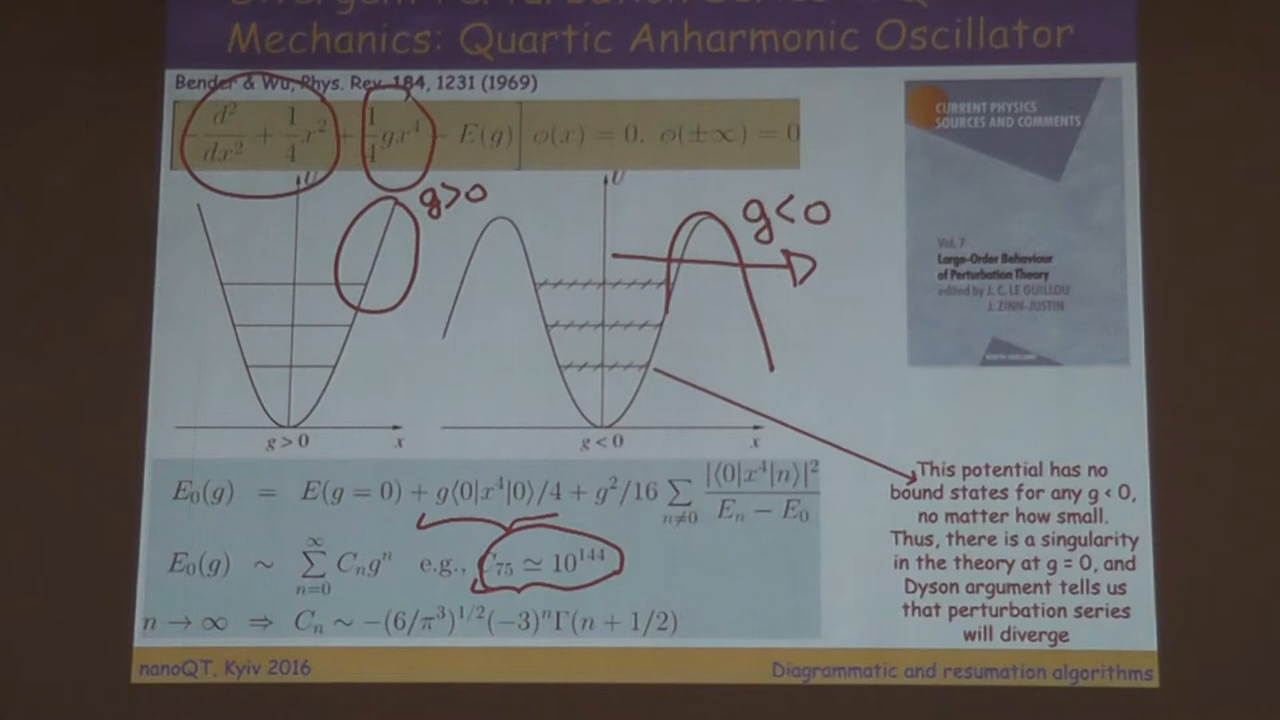 Mechanics: Quartic Anharmonic Oscillator
Bender & Wu, Phys. Rev. 184, 1231 (1969)
[ - d²/dx² + 1/4 x² + 1/4 gx⁴ - E(g) ] φ(x) = 0. φ(±∞) = 0
U
g>0
U
g<0
CURRENT PHYSICS
SOURCES AND COMMENTS
Vol. 7
Large-Order Behaviour
of Perturbation Theory
edited by J. C. LE GUILLOU
J. ZINN-JUSTIN
NORTH-HOLLAND
g > 0
x
g < 0
x
E₀(g) = E(g = 0) + g⟨0|x⁴|0⟩/4 + g²/16 ∑ n≠0 |⟨0|x⁴|n⟩|² / Eₙ − E₀
E₀(g) ∼ ∑ n=0 ∞ Cₙgⁿ e.g., C₇₅ ≃ 10¹⁴⁴
n → ∞ ⇒ Cₙ ∼ −(6/π³)^1/2(−3)ⁿΓ(n + 1/2)
This potential has no
bound states for any g < 0,
no matter how small.
Thus, there is a singularity
in the theory at g = 0, and
Dyson argument tells us
that perturbation series
will diverge
nanoQT, Kyiv 2016
Diagrammatic and resumation algorithms